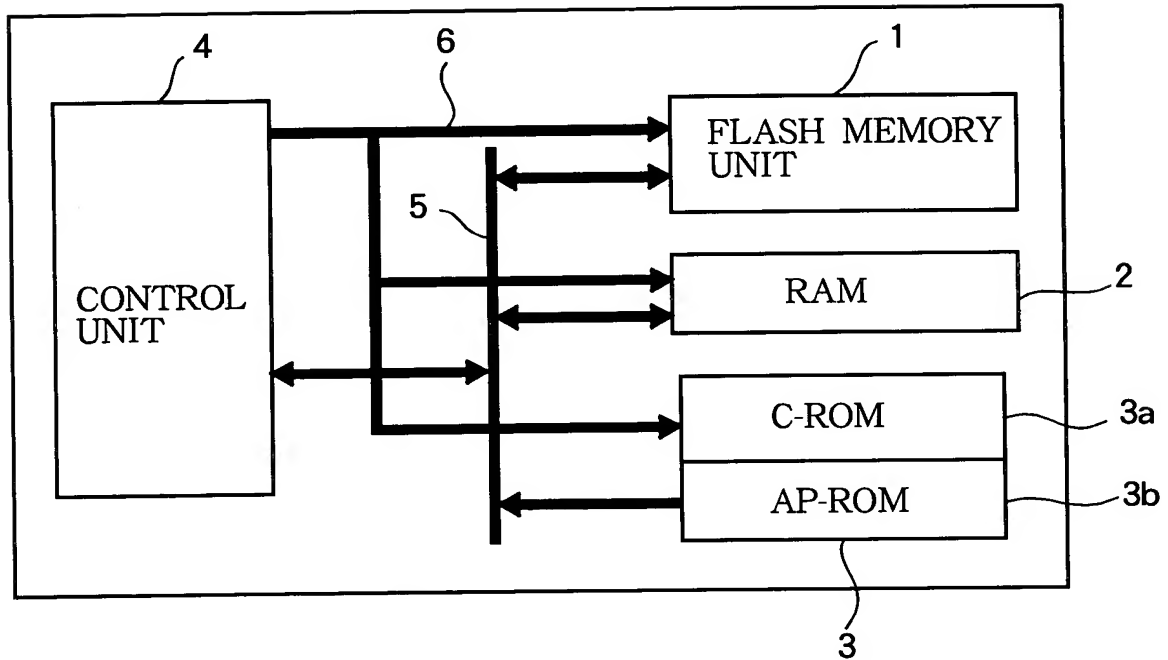 4
6
1
FLASH MEMORY
UNIT
5
CONTROL
UNIT
RAM
2
C-ROM
3a
AP-ROM
3b
3